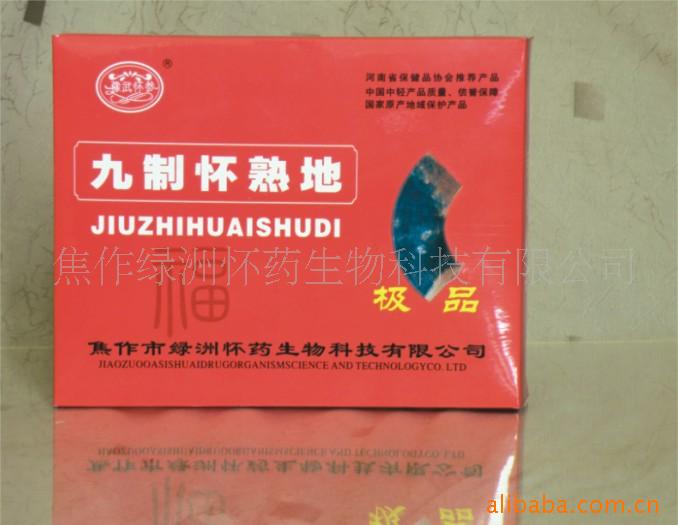 武怀
®
河南省保健品协会推荐产品
中国中轻产品质量、信誉保障
国家原产地域保护产品
九制怀熟地
JIUZHIHUAISHUDI
焦作绿洲怀药生物科技有限公司
福
极品
焦作市绿洲怀药生物科技有限公司
JIAOZUOOASISHUAIDRUGORGANISMSCIENCE AND TECHNOLOGYCO. LTD
alibaba.com.cn